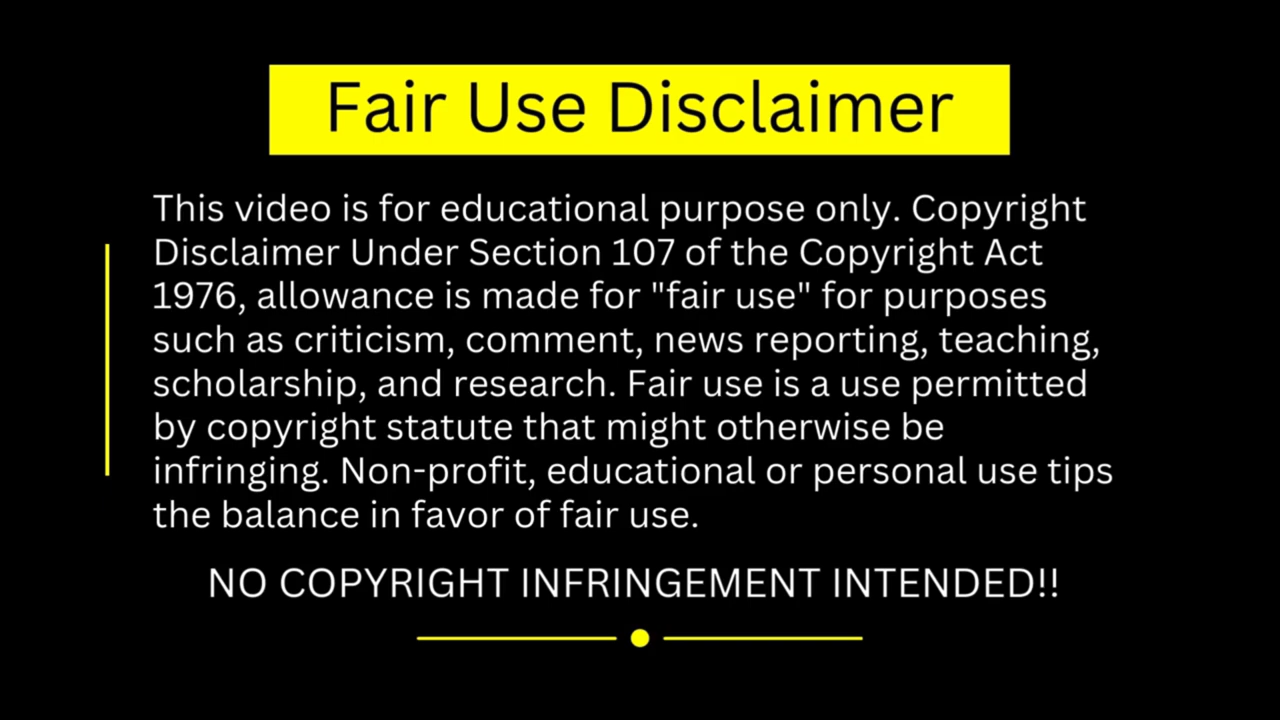 Fair Use Disclaimer
This video is for educational purpose only. Copyright
Disclaimer Under Section 107 of the Copyright Act
1976, allowance is made for "fair use" for purposes
such as criticism, comment, news reporting, teaching,
scholarship, and research. Fair use is a use permitted
by copyright statute that might otherwise be
infringing. Non-profit, educational or personal use tips
the balance in favor of fair use.
NO COPYRIGHT INFRINGEMENT INTENDED!!